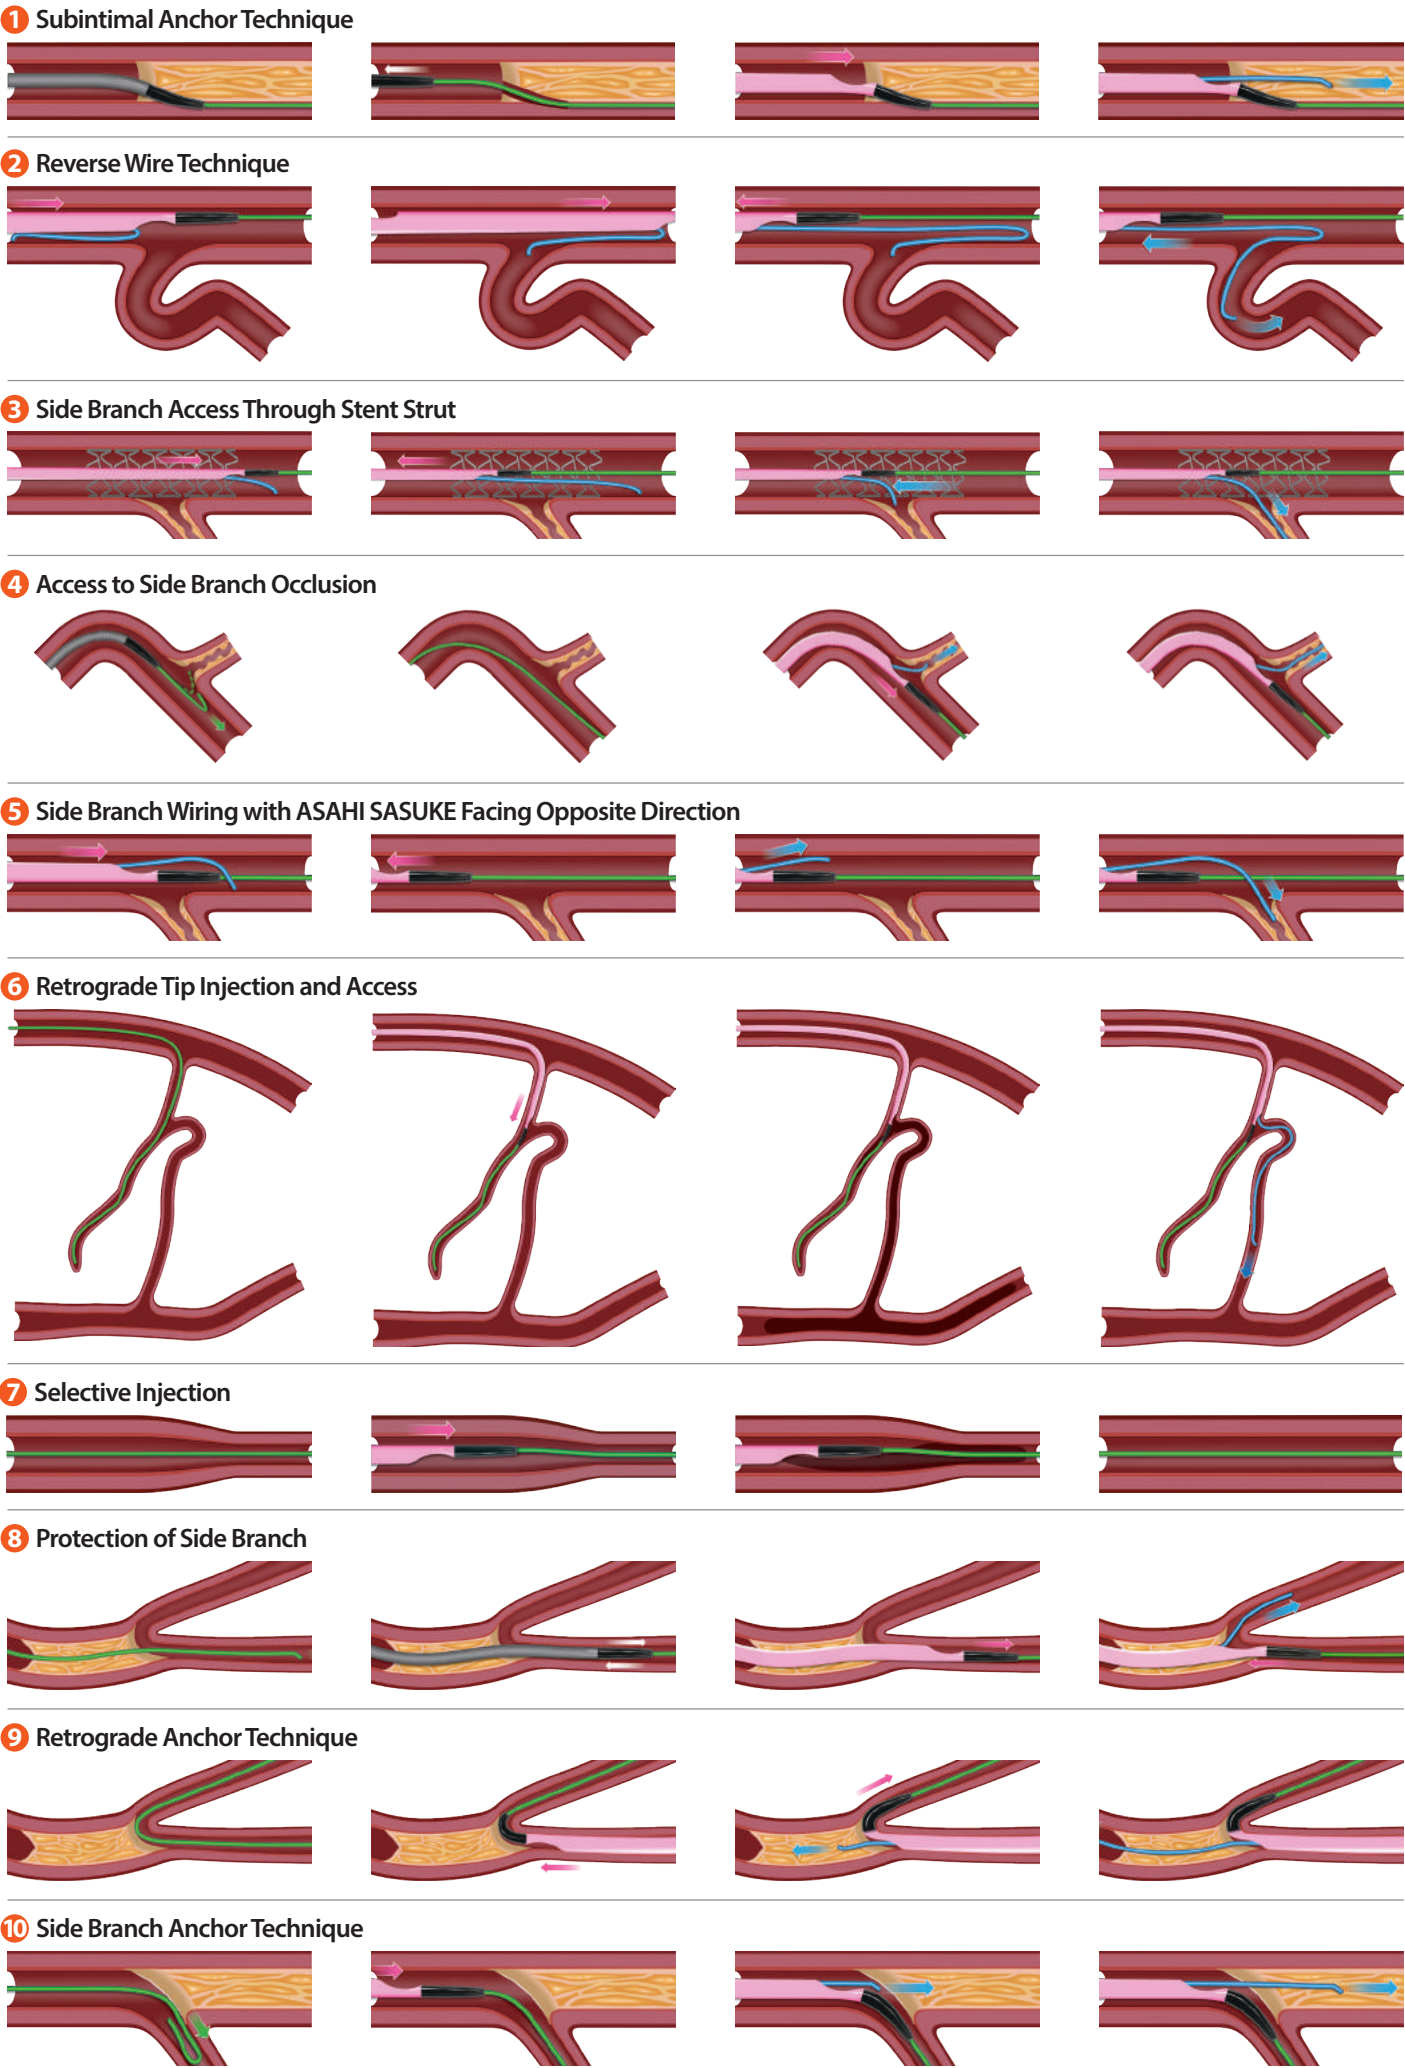 1 Subintimal Anchor Technique
2 Reverse Wire Technique
3 Side Branch Access Through Stent Strut
4 Access to Side Branch Occlusion
5 Side Branch Wiring with ASAHI SASUKE Facing Opposite Direction
6 Retrograde Tip Injection and Access
7 Selective Injection
8 Protection of Side Branch
9 Retrograde Anchor Technique
10 Side Branch Anchor Technique